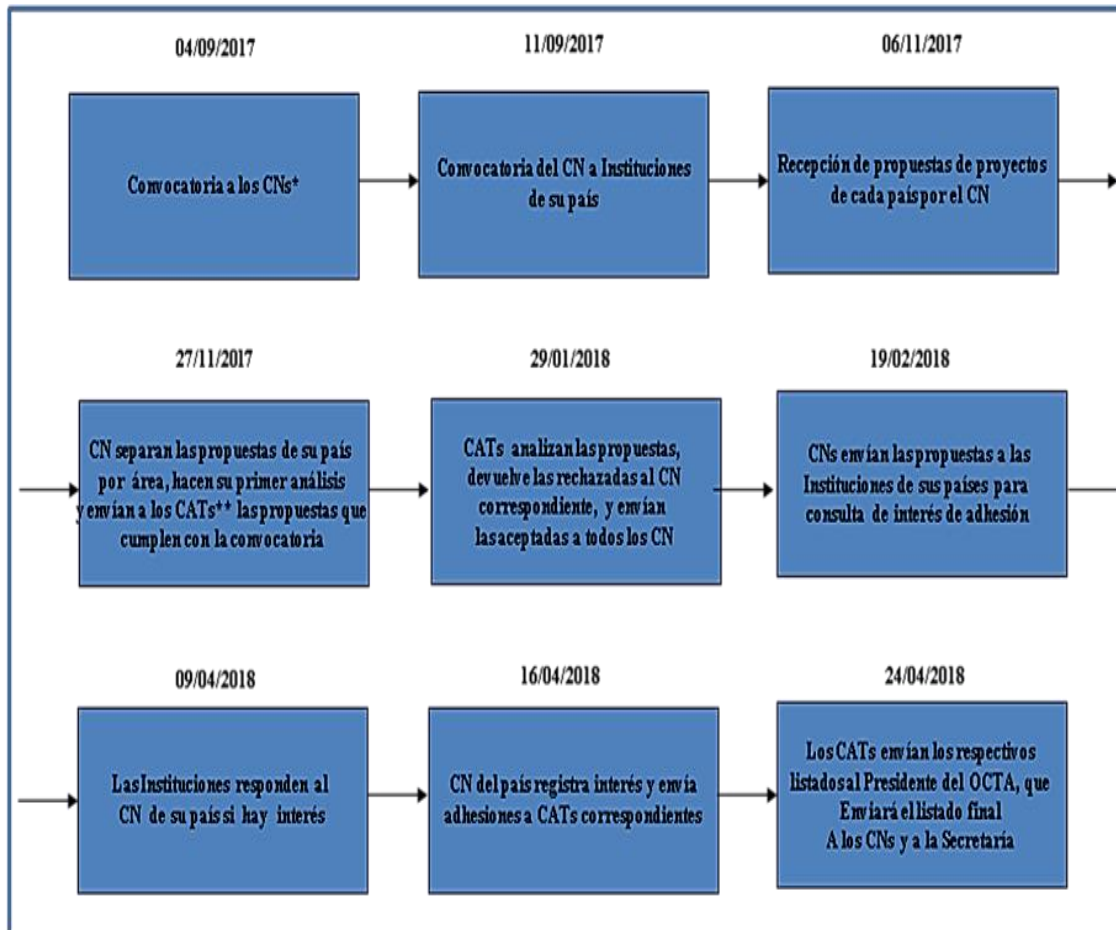 04/09/2017
11/09/2017
06/11/2017
Convocatoria a los CNs*
Convocatoria del CN a Instituciones
de su país
Recepción de propuestas de proyectos
de cada país por el CN
27/11/2017
29/01/2018
19/02/2018
CN separan las propuestas de su país
por área, hacen su primer análisis
y envían a los CATs** las propuestas que
cumplen con la convocatoria
CATs analizan las propuestas,
devuelve las rechazadas al CN
correspondiente, y envían
las aceptadas a todos los CN
CNs envían las propuestas a las
Instituciones de sus países para
consulta de interés de adhesión
09/04/2018
16/04/2018
24/04/2018
Las Instituciones responden al
CN de su país si hay interés
CN del país registra interés y envía
adhesiones a CATs correspondientes
Los CATs envían los respectivos
listados al Presidente del OCTA, que
Enviará el listado final
A los CNs y a la Secretaría